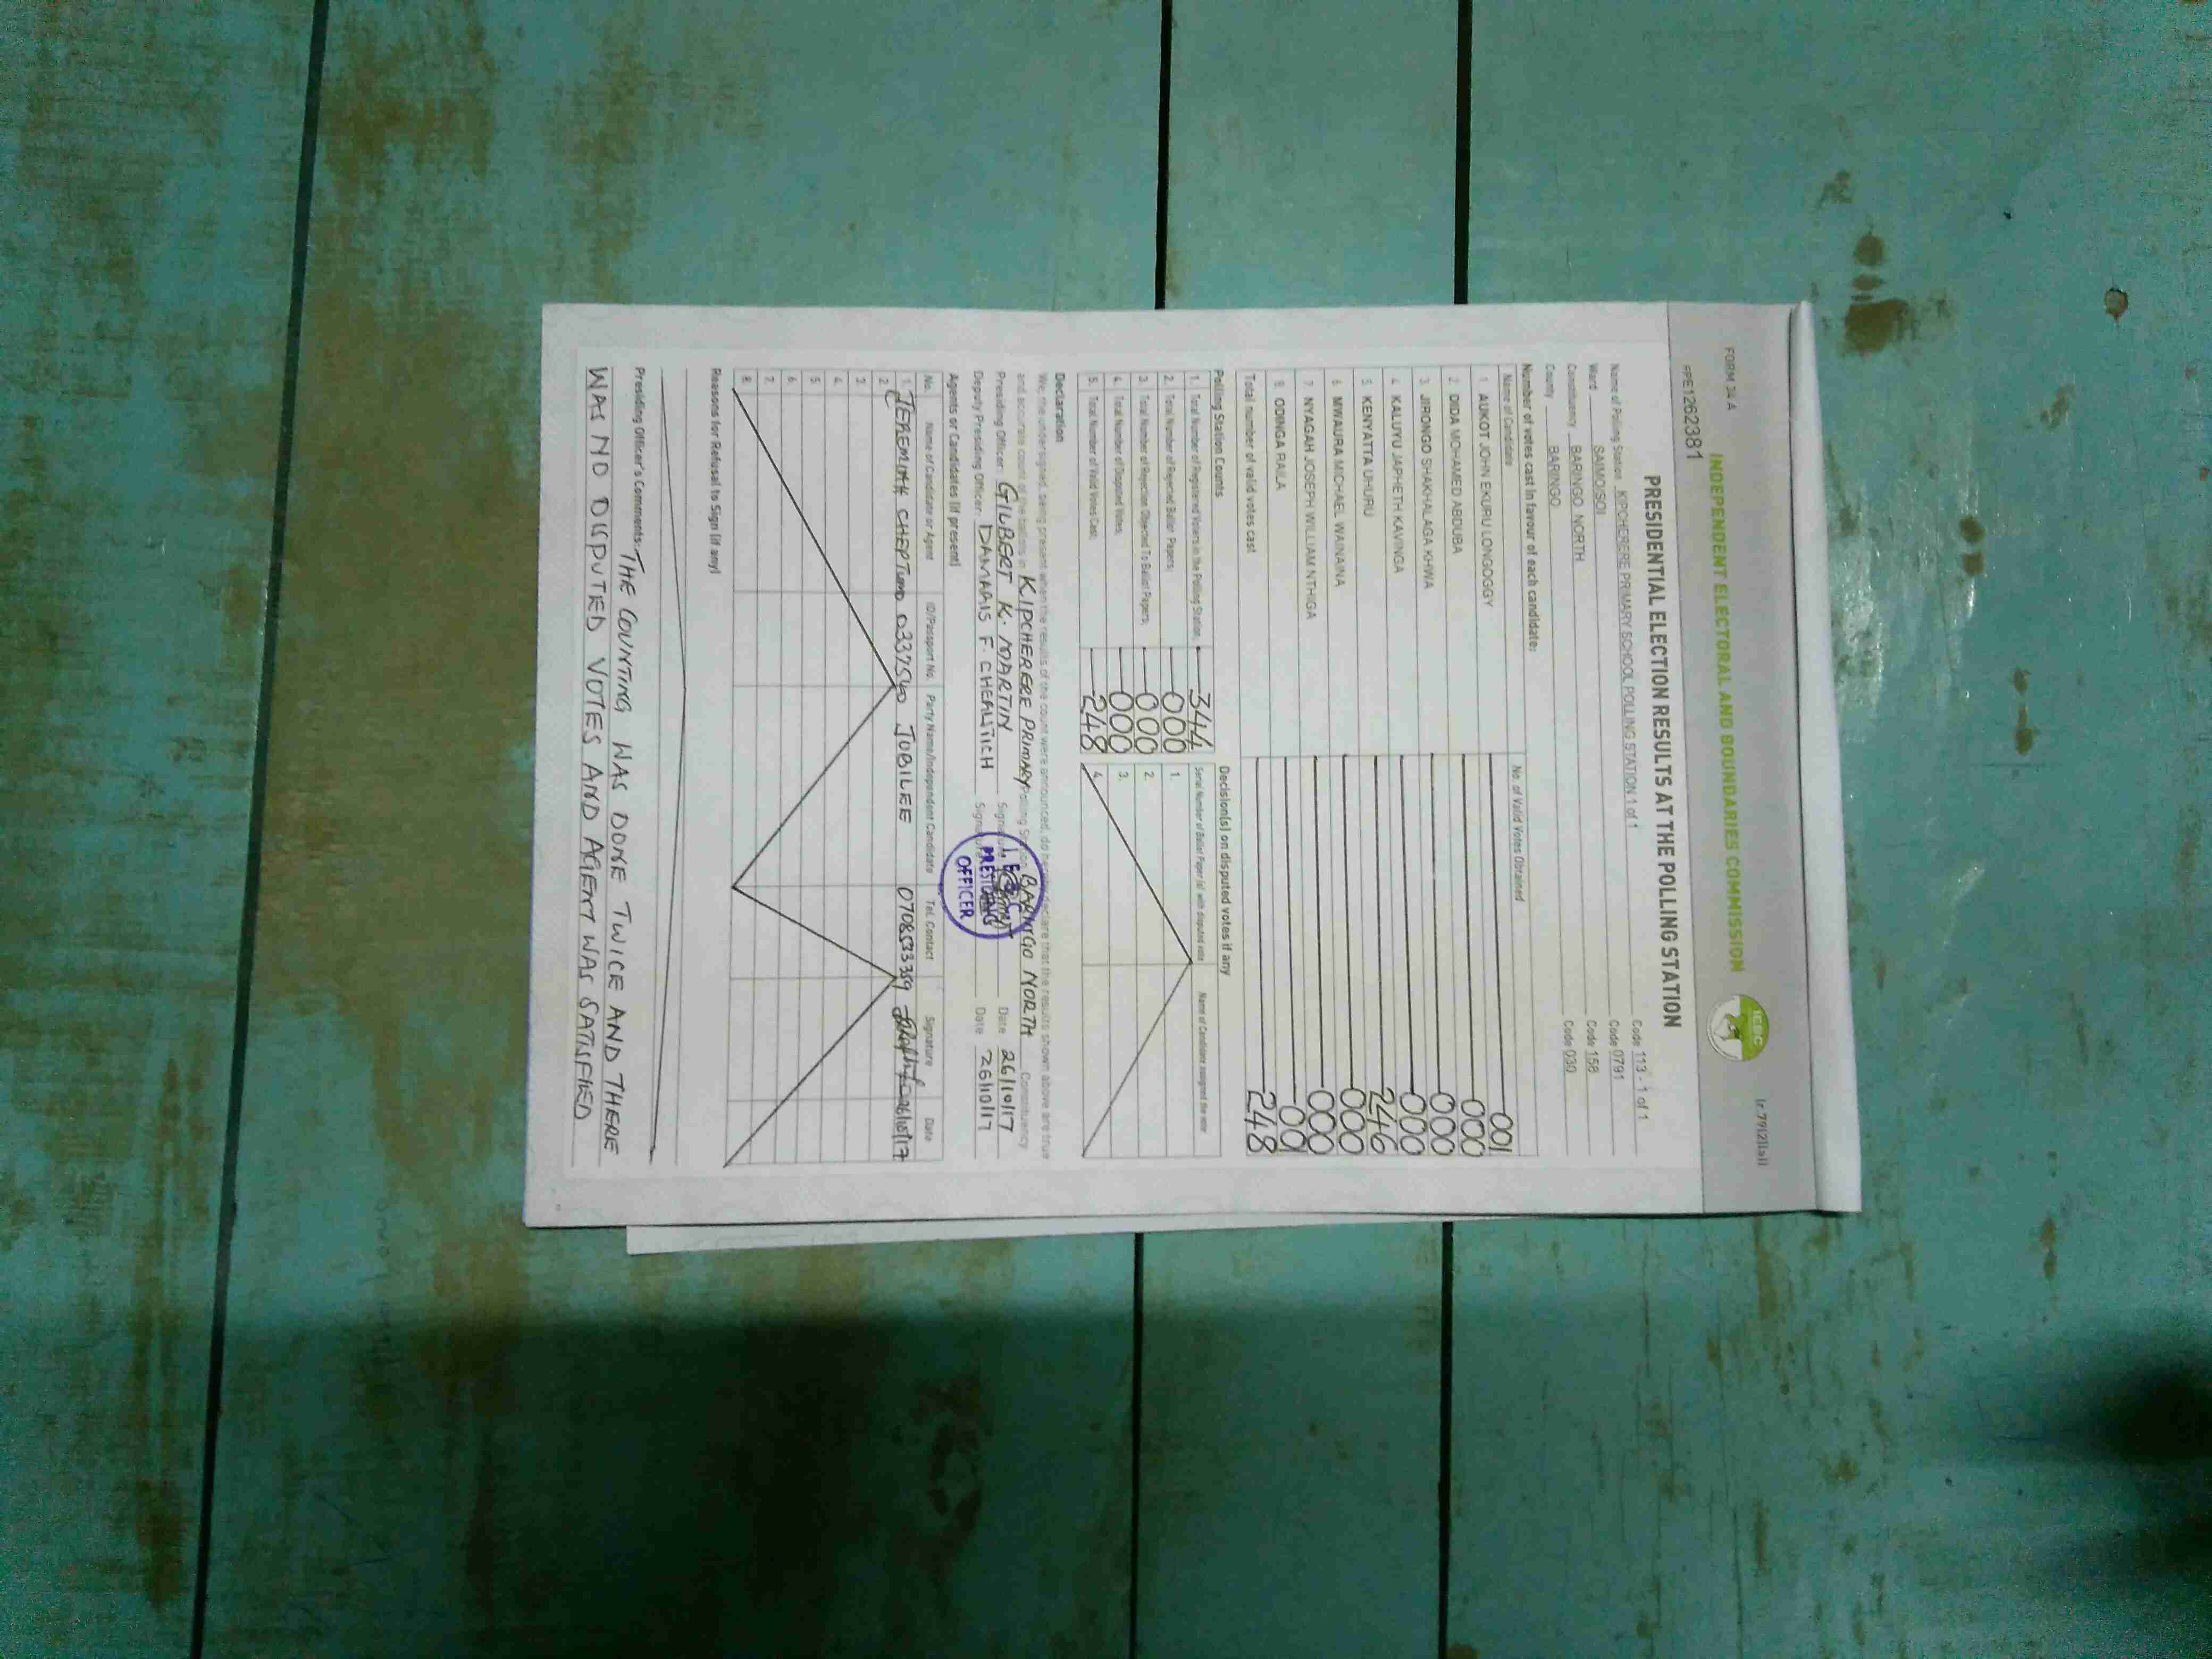 FORM 34 A
lr 79(2)(a)
INDEPENDENT ELECTORAL AND BOUNDARIES COMMISSION
IEBC
PPE1262381
PRESIDENTIAL ELECTION RESULTS AT THE POLLING STATION
Name of Polling Station KIPCHERERE PRIMARY SCHOOL POLLING STATION 1 of 1 Code 113 - 1 of 1
Ward SAIMO/SOI Code 0791
Constituency BARINGO NORTH Code 158
County BARINGO Code 030
Number of votes cast in favour of each candidate:
Name of Candidate No. of Valid Votes Obtained
1 AUKOT JOHN EKURU LONGOGGY 001
2 DIDA MOHAMED ABDUBA 000
3. JIRONGO SHAKHALAGA KHWA 000
4 KALUYU JAPHETH KAVINGA 000
5 KENYATTA UHURU 246
6 MWAURA MICHAEL WAINAINA 000
7. NYAGAH JOSEPH WILLIAM NTHIGA 000
8. ODINGA RAILA 001
Total number of valid votes cast 248
Polling Station Counts
1. Total Number of Registered Voters in the Polling Station 344
2. Total Number of Rejected Ballot Papers; 000
3. Total Number of Rejection Objected To Ballot Papers; 000
4. Total Number of Disputed Votes; 000
5. Total Number of Valid Votes Cast; 248
Decision(s) on disputed votes if any
Serial Number of Ballot Paper (s) with disputed vote Name of Candidate assigned the vote
1.
2.
3.
4.
Declaration
We, the undersigned, being present when the results of the count were announced, do hereby declare that the results shown above are true
and accurate count of the ballots in KIPCHERERE PRIMARY Polling Station BARINGO NORTH Constituency
Presiding Officer: GILBERT K. MARTIN Signature Date 26/10/17
Deputy Presiding Officer: DAMARIS F. Signature Date 26/10/17
PRESIDING
OFFICER
Agents or Candidates (if present)
No. Name of Candidate or Agent ID/Passport No. Party Name/Independent Candidate Tel. Contact Signature Date
1. JEREMIAH JUBILEE 26/10/17
2.
3.
4.
5.
6.
7.
8.
Reasons for Refusal to Sign (if any)
Presiding Officer's Comments: THE COUNTING WAS DONE TWICE AND THERE
WAS NO DISPUTED VOTES AND AGENT WAS SATISFIED